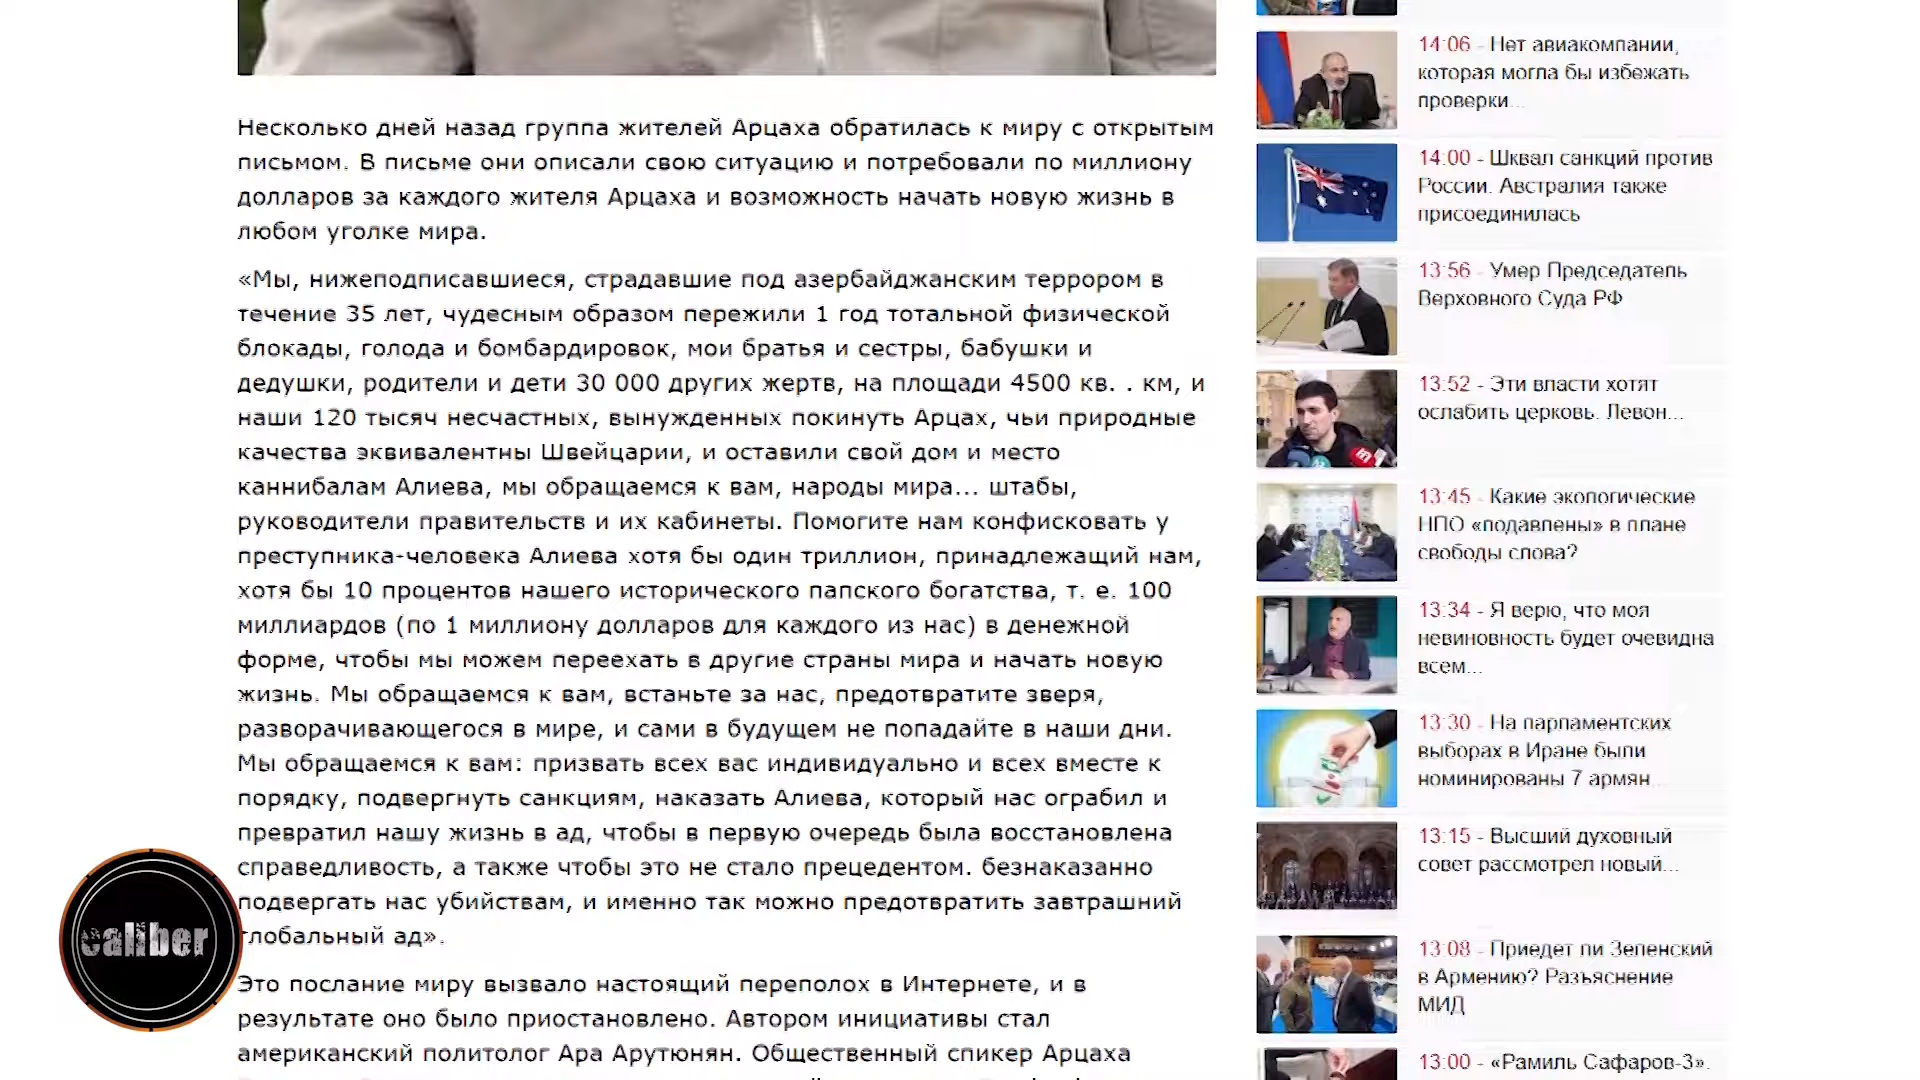 Несколько дней назад группа жителей Арцаха обратилась к миру с открытым
письмом. В письме они описали свою ситуацию и потребовали по миллиону
долларов за каждого жителя Арцаха и возможность начать новую жизнь в
любом уголке мира.
«Мы, нижеподписавшиеся, страдавшие под азербайджанским террором в
течение 35 лет, чудесным образом пережили 1 год тотальной физической
блокады, голода и бомбардировок, мои братья и сестры, бабушки и
дедушки, родители и дети 30 000 других жертв, на площади 4500 кв. . км, и
наши 120 тысяч несчастных, вынужденных покинуть Арцах, чьи природные
качества эквивалентны Швейцарии, и оставили свой дом и место
каннибалам Алиева, мы обращаемся к вам, народы мира... штабы,
руководители правительств и их кабинеты. Помогите нам конфисковать у
преступника-человека Алиева хотя бы один триллион, принадлежащий нам,
хотя бы 10 процентов нашего исторического папского богатства, т. е. 100
миллиардов (по 1 миллиону долларов для каждого из нас) в денежной
форме, чтобы мы можем переехать в другие страны мира и начать новую
жизнь. Мы обращаемся к вам, встаньте за нас, предотвратите зверя,
разворачивающегося в мире, и сами в будущем не попадайте в наши дни.
Мы обращаемся к вам: призвать всех вас индивидуально и всех вместе к
порядку, подвергнуть санкциям, наказать Алиева, который нас ограбил и
превратил нашу жизнь в ад, чтобы в первую очередь была восстановлена
справедливость, а также чтобы это не стало прецедентом. безнаказанно
подвергать нас убийствам, и именно так можно предотвратить завтрашний
глобальный ад».
Это послание миру вызвало настоящий переполох в Интернете, и в
результате оно было приостановлено. Автором инициативы стал
американский политолог Ара Арутюнян. Общественный спикер Арцаха
14:06 - Нет авиакомпании,
которая могла бы избежать
проверки...
14:00 - Шквал санкций против
России. Австралия также
присоединилась
13:56 - Умер Председатель
Верховного Суда РФ
13:52 - Эти власти хотят
ослабить церковь. Левон...
13:45 - Какие экологические
НПО «подавлены» в плане
свободы слова?
13:34 - Я верю, что моя
невиновность будет очевидна
всем...
13:30 - На парламентских
выборах в Иране были
номинированы 7 армян...
13:15 - Высший духовный
совет рассмотрел новый...
13:08 - Приедет ли Зеленский
в Армению? Разъяснение
МИД
13:00 - «Рамиль Сафаров-3».
caliber